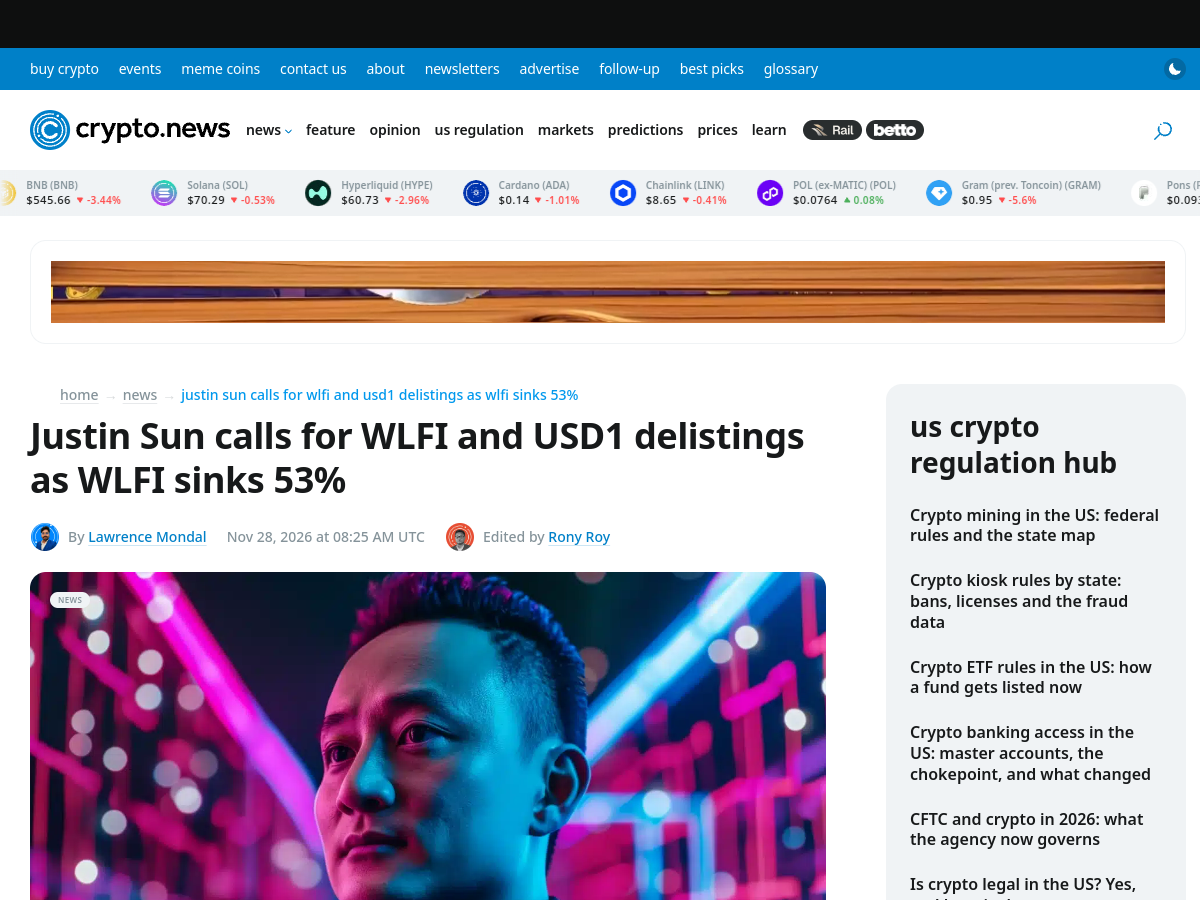 buy crypto events meme coins contact us about newsletters advertise follow-up best picks glossary
crypto.news news feature opinion us regulation markets predictions prices learn Rail betto
BNB (BNB) Solana (SOL) Hyperliquid (HYPE) Cardano (ADA) Chainlink (LINK) POL (ex-MATIC) (POL) Gram (prev. Toncoin) (GRAM) Pons
$545.66 -3.44% $70.29 -0.53% $60.73 -2.96% $0.14 -1.01% $8.65 -0.41% $0.0764 0.08% $0.95 -5.6%
home → news → justin sun calls for wlfi and usd1 delistings as wlfi sinks 53%
Justin Sun calls for WLFI and USD1 delistings
as WLFI sinks 53%
By Lawrence Mondal Nov 28, 2026 at 08:25 AM UTC Edited by Rony Roy
NEWS
us crypto
regulation hub
Crypto mining in the US: federal
rules and the state map
Crypto kiosk rules by state:
bans, licenses and the fraud
data
Crypto ETF rules in the US: how
a fund gets listed now
Crypto banking access in the
US: master accounts, the
chokepoint, and what changed
CFTC and crypto in 2026: what
the agency now governs
Is crypto legal in the US? Yes,